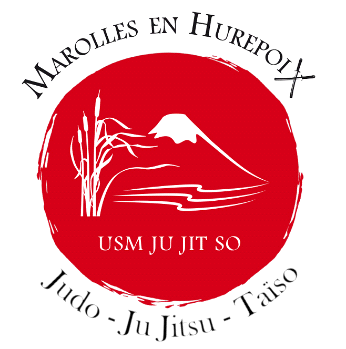 MAROLLES EN HUREPOIX
USM JU JIT SO
Judo - Ju Jitsu - Taïso